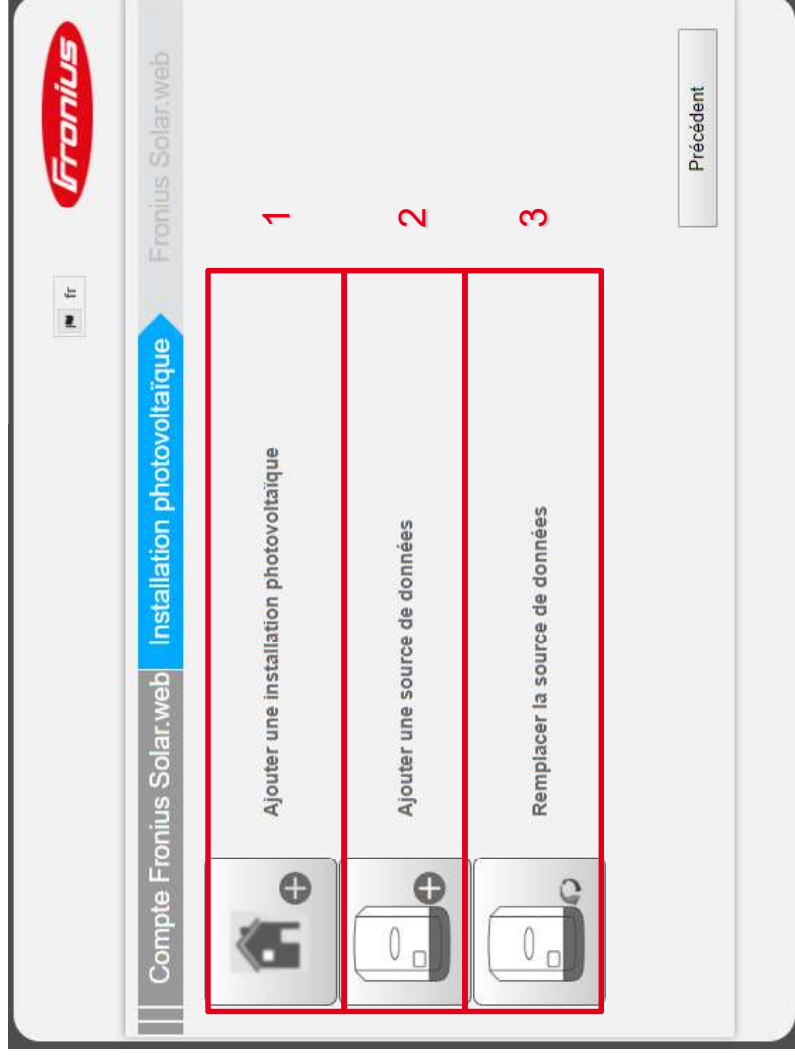 Fronius
fr
Compte Fronius Solar.web
Installation photovoltaïque
Fronius Solar.web
Ajouter une installation photovoltaïque
1
Ajouter une source de données
2
Remplacer la source de données
3
Précédent